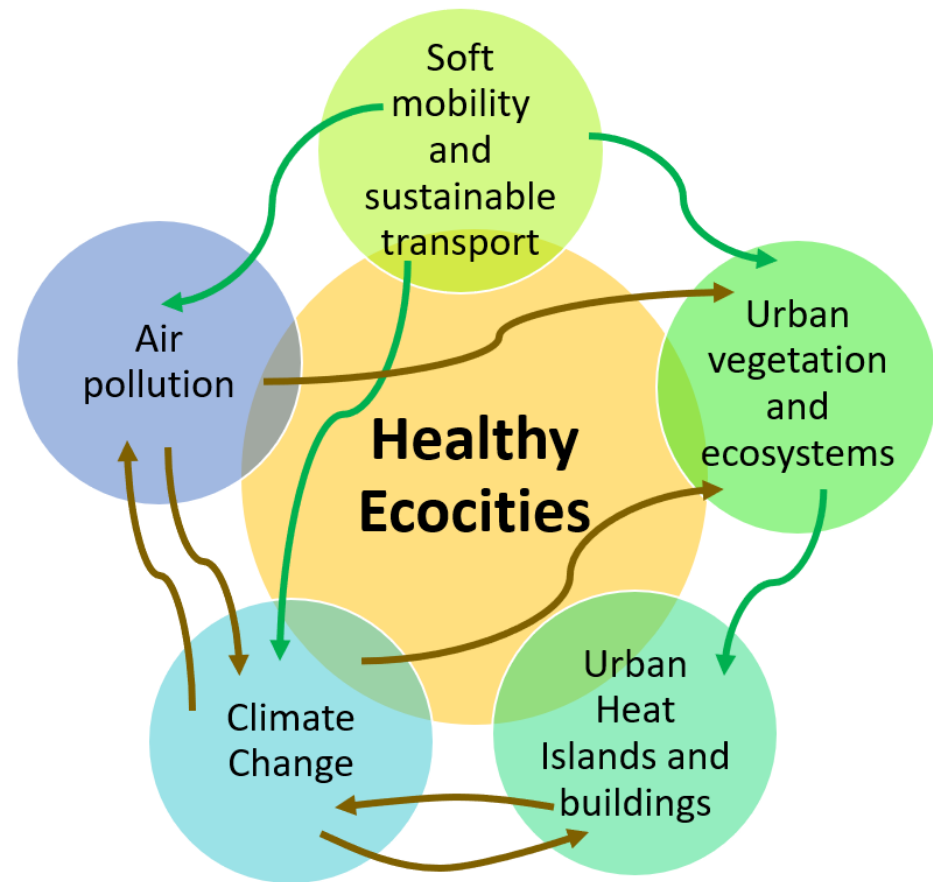 Soft
mobility
and
sustainable
transport
Air
pollution
Urban
vegetation
and
ecosystems
Healthy
Ecocities
Climate
Change
Urban
Heat
Islands and
buildings